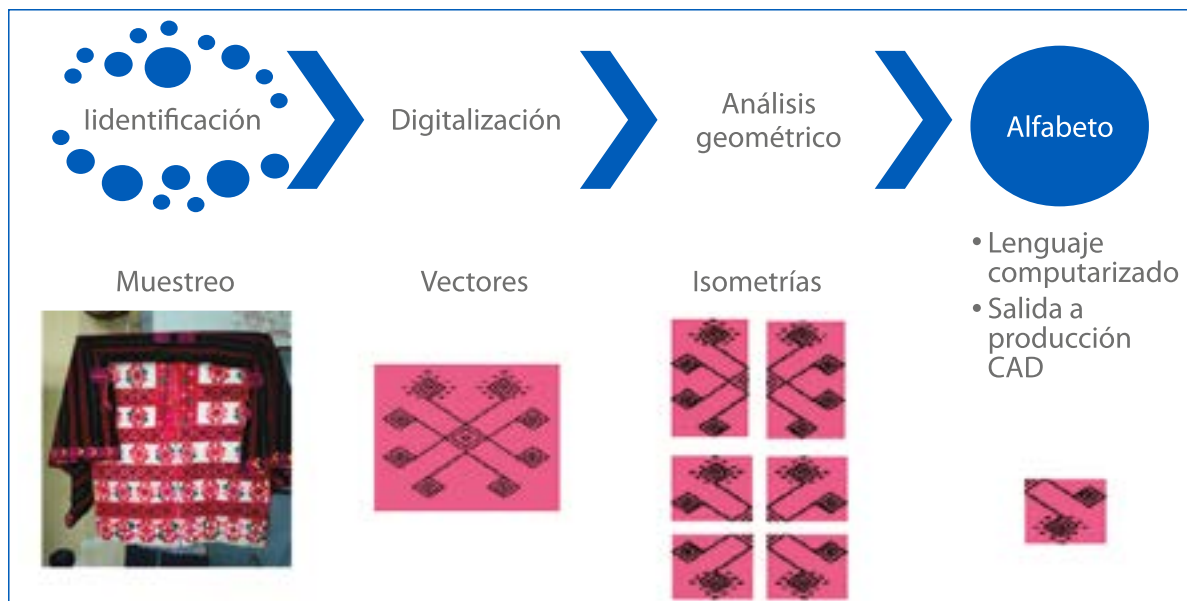 Iidentificación
Digitalización
Análisis
geométrico
Alfabeto
Muestreo
Vectores
Isometrías
• Lenguaje
computarizado
• Salida a
producción
CAD